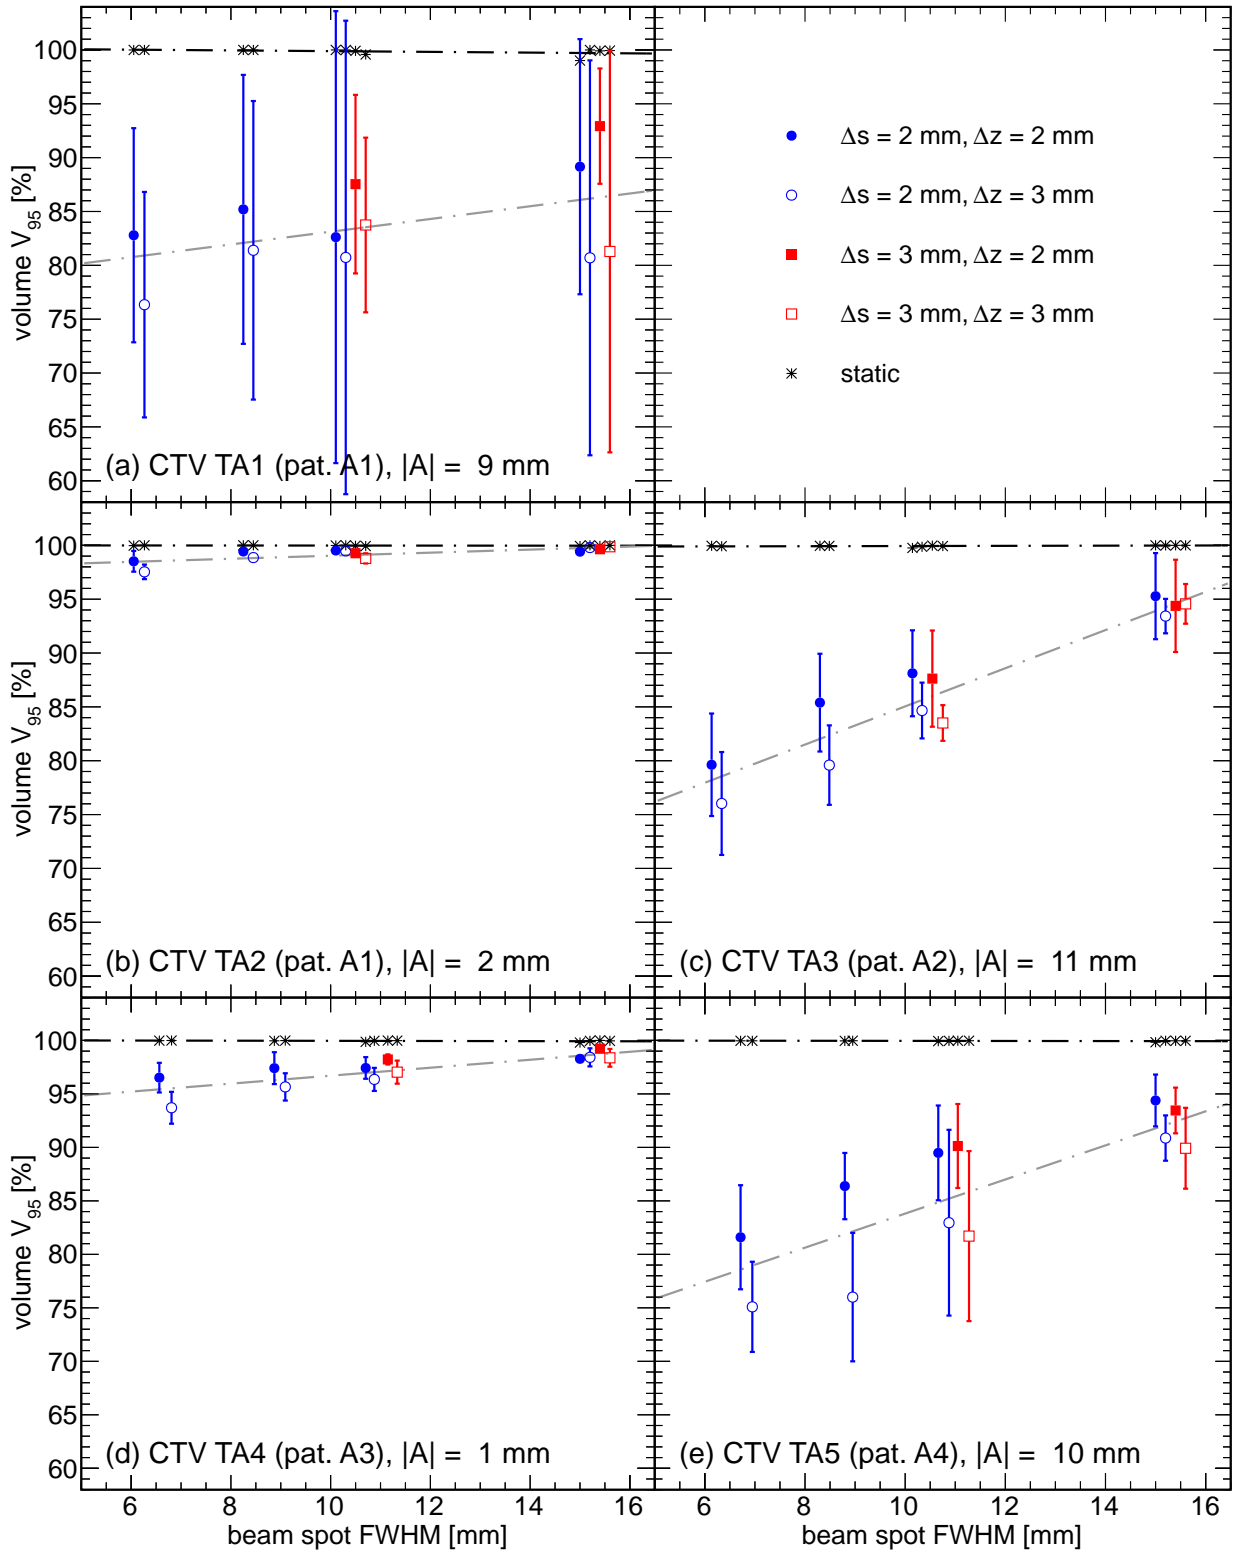 100
95
90
85
80
75
70
65
60
volume V95 [%]
(a) CTV TA1 (pat. A1), |A| = 9 mm
Δs = 2 mm, Δz = 2 mm
Δs = 2 mm, Δz = 3 mm
Δs = 3 mm, Δz = 2 mm
Δs = 3 mm, Δz = 3 mm
static
100
95
90
85
80
75
70
65
60
volume V95 [%]
(b) CTV TA2 (pat. A1), |A| = 2 mm
(c) CTV TA3 (pat. A2), |A| = 11 mm
100
95
90
85
80
75
70
65
60
volume V95 [%]
(d) CTV TA4 (pat. A3), |A| = 1 mm
(e) CTV TA5 (pat. A4), |A| = 10 mm
6 8 10 12 14 16
6 8 10 12 14 16
beam spot FWHM [mm]
beam spot FWHM [mm]